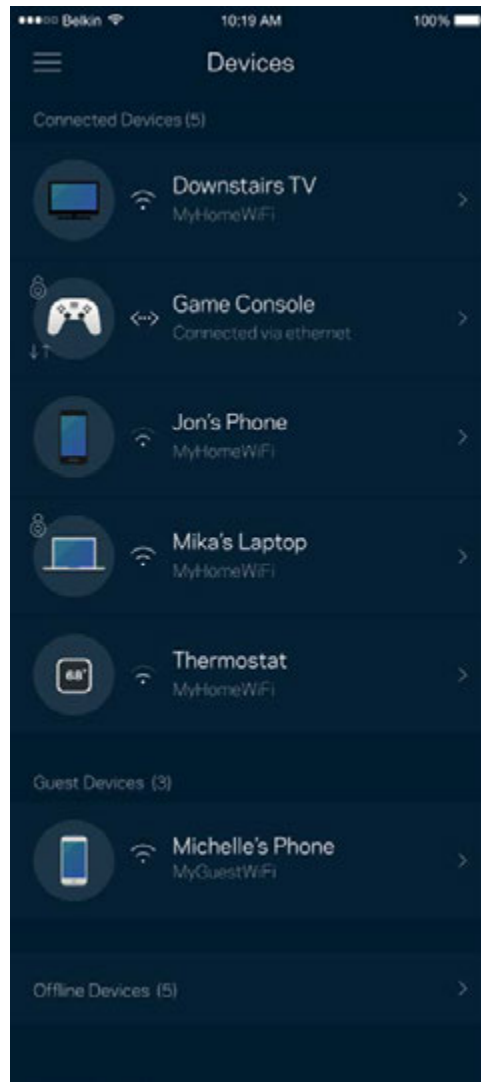 Belkin 10:19 AM 100%
Devices
Connected Devices (5)
Downstairs TV
MyHomeWiFi
Game Console
Connected via ethernet
Jon's Phone
MyHomeWiFi
Mika's Laptop
MyHomeWiFi
68°
Thermostat
MyHomeWiFi
Guest Devices (3)
Michelle's Phone
MyGuestWiFi
Offline Devices (5)